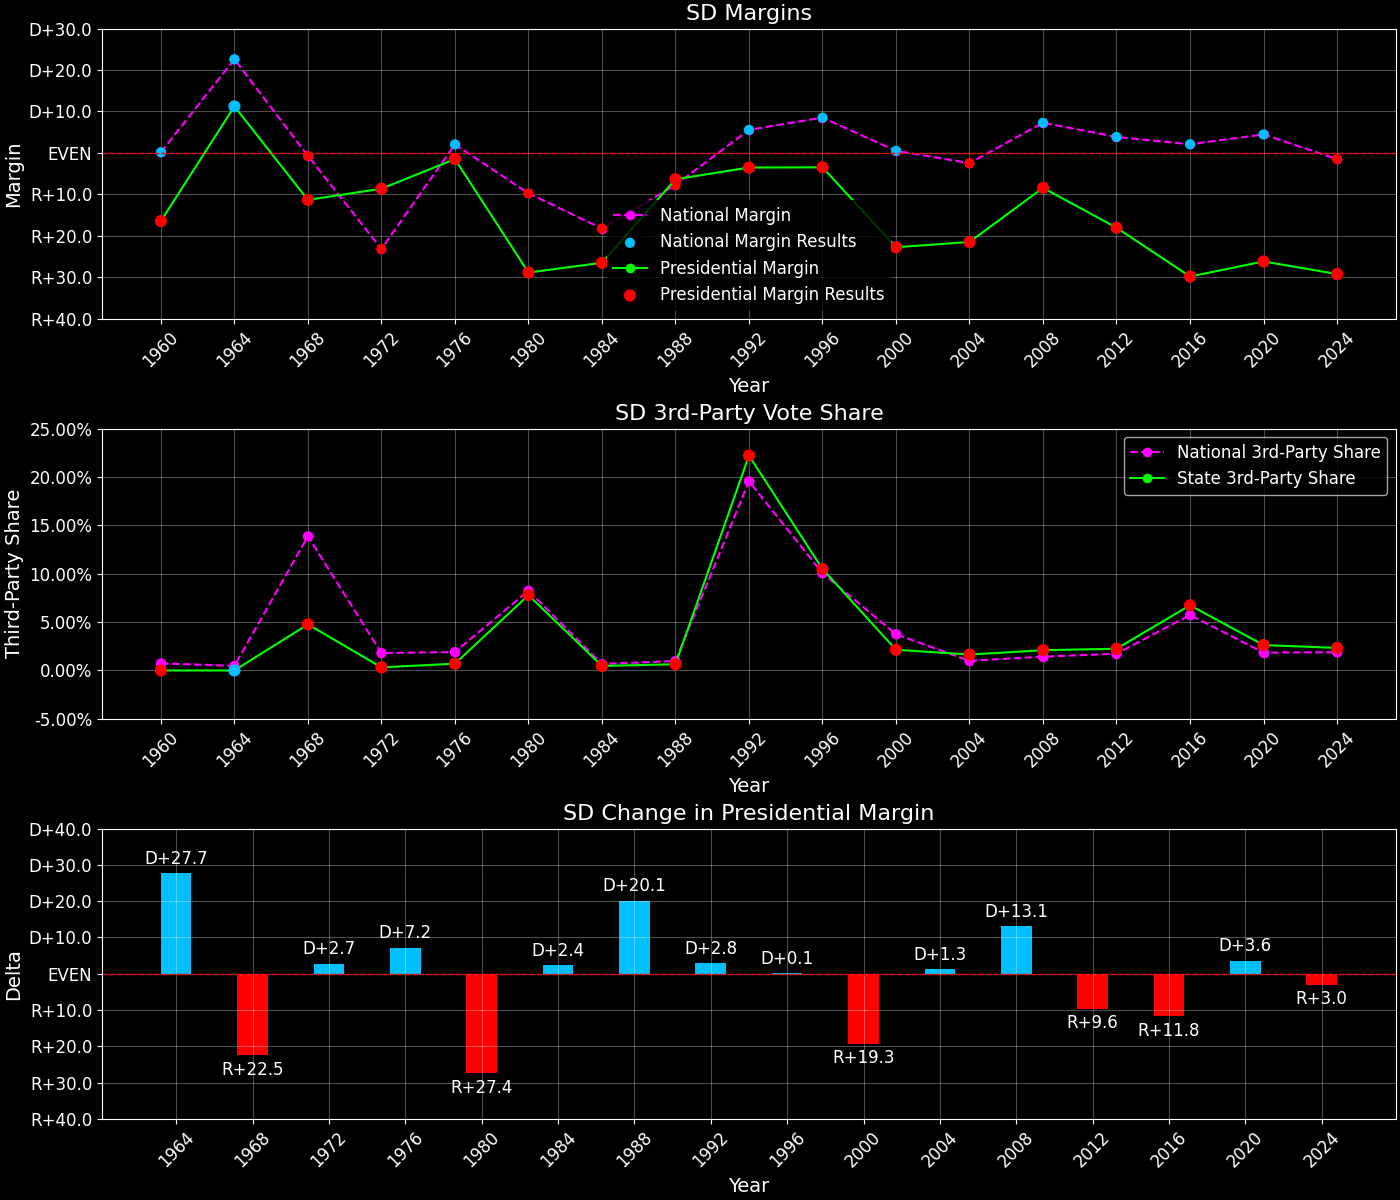 SD Margins
D+30.0
D+20.0
D+10.0
EVEN
R+10.0
R+20.0
R+30.0
R+40.0
Margin
National Margin
National Margin Results
Presidential Margin
Presidential Margin Results
1960 1964 1968 1972 1976 1980 1984 1988 1992 1996 2000 2004 2008 2012 2016 2020 2024
Year
SD 3rd-Party Vote Share
25.00%
20.00%
15.00%
10.00%
5.00%
0.00%
-5.00%
Third-Party Share
National 3rd-Party Share
State 3rd-Party Share
1960 1964 1968 1972 1976 1980 1984 1988 1992 1996 2000 2004 2008 2012 2016 2020 2024
Year
SD Change in Presidential Margin
D+40.0
D+30.0
D+20.0
D+10.0
EVEN
R+10.0
R+20.0
R+30.0
R+40.0
Delta
D+27.7
R+22.5
D+2.7
D+7.2
R+27.4
D+2.4
D+20.1
D+2.8
D+0.1
R+19.3
D+1.3
D+13.1
R+9.6
R+11.8
D+3.6
R+3.0
1964 1968 1972 1976 1980 1984 1988 1992 1996 2000 2004 2008 2012 2016 2020 2024
Year